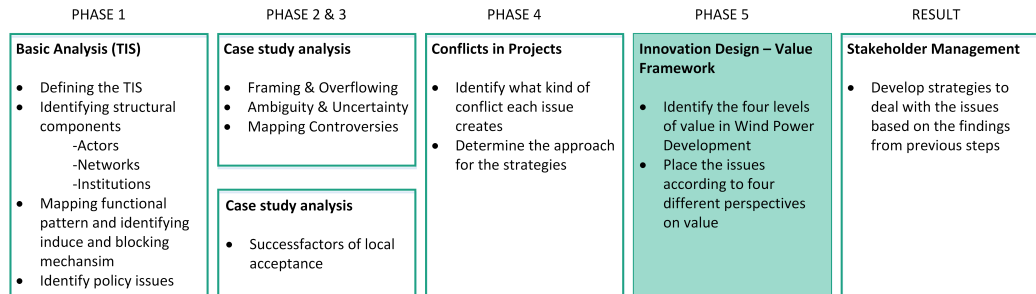 PHASE 1
Basic Analysis (TIS)
• Defining the TIS
• Identifying structural
components
-Actors
-Networks
-Institutions
• Mapping functional
pattern and identifying
induce and blocking
mechansim
• Identify policy issues
PHASE 2 & 3
Case study analysis
• Framing & Overflowing
• Ambiguity & Uncertainty
• Mapping Controversies
Case study analysis
• Successfactors of local
acceptance
PHASE 4
Conflicts in Projects
• Identify what kind of
conflict each issue
creates
• Determine the approach
for the strategies
PHASE 5
Innovation Design – Value
Framework
• Identify the four levels
of value in Wind Power
Development
• Place the issues
according to four
different perspectives
on value
RESULT
Stakeholder Management
• Develop strategies to
deal with the issues
based on the findings
from previous steps